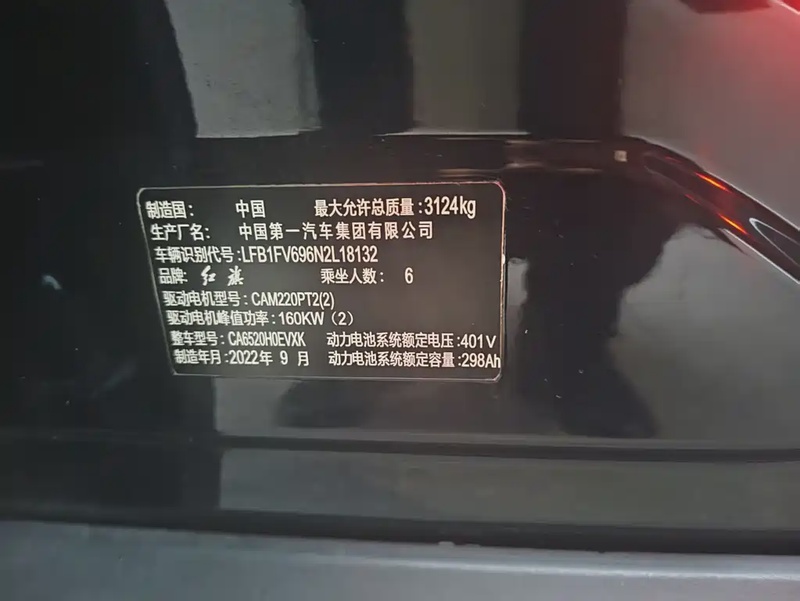 制造国: 中国 最大允许总质量:3124kg
生产厂名: 中国第一汽车集团有限公司
车辆识别代号:LFB1FV696N2L18132
品牌: 红旗 乘坐人数: 6
驱动电机型号:CAM220PT2(2)
驱动电机峰值功率:160KW(2)
整车型号:CA6520H0EVXK 动力电池系统额定电压:401V
制造年月:2022年9月 动力电池系统额定容量:298Ah